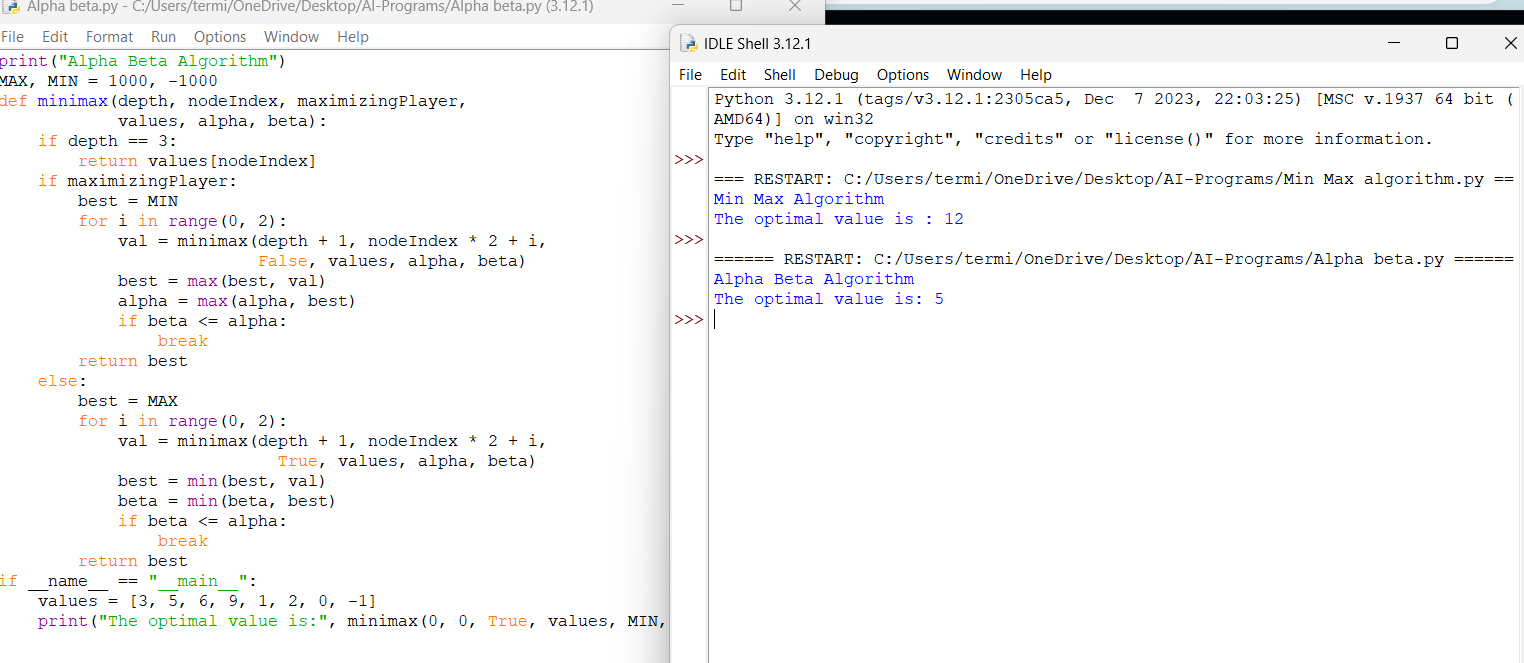 Alpha beta.py - C:/Users/termi/OneDrive/Desktop/AI-Programs/Alpha beta.py (3.12.1)
File Edit Format Run Options Window Help
print("Alpha Beta Algorithm")
MAX, MIN = 1000, -1000
def minimax(depth, nodeIndex, maximizingPlayer,
            values, alpha, beta):
    if depth == 3:
        return values[nodeIndex]
    if maximizingPlayer:
        best = MIN
        for i in range(0, 2):
            val = minimax(depth + 1, nodeIndex * 2 + i,
                          False, values, alpha, beta)
            best = max(best, val)
            alpha = max(alpha, best)
            if beta <= alpha:
                break
        return best
    else:
        best = MAX
        for i in range(0, 2):
            val = minimax(depth + 1, nodeIndex * 2 + i,
                            True, values, alpha, beta)
            best = min(best, val)
            beta = min(beta, best)
            if beta <= alpha:
                break
        return best
if __name__ == "__main__":
    values = [3, 5, 6, 9, 1, 2, 0, -1]
    print("The optimal value is:", minimax(0, 0, True, values, MIN,
IDLE Shell 3.12.1
File Edit Shell Debug Options Window Help
Python 3.12.1 (tags/v3.12.1:2305ca5, Dec  7 2023, 22:03:25) [MSC v.1937 64 bit (
AMD64)] on win32
Type "help", "copyright", "credits" or "license()" for more information.
>>>
=== RESTART: C:/Users/termi/OneDrive/Desktop/AI-Programs/Min Max algorithm.py ==
Min Max Algorithm
The optimal value is : 12
>>>
====== RESTART: C:/Users/termi/OneDrive/Desktop/AI-Programs/Alpha beta.py ======
Alpha Beta Algorithm
The optimal value is: 5
>>>